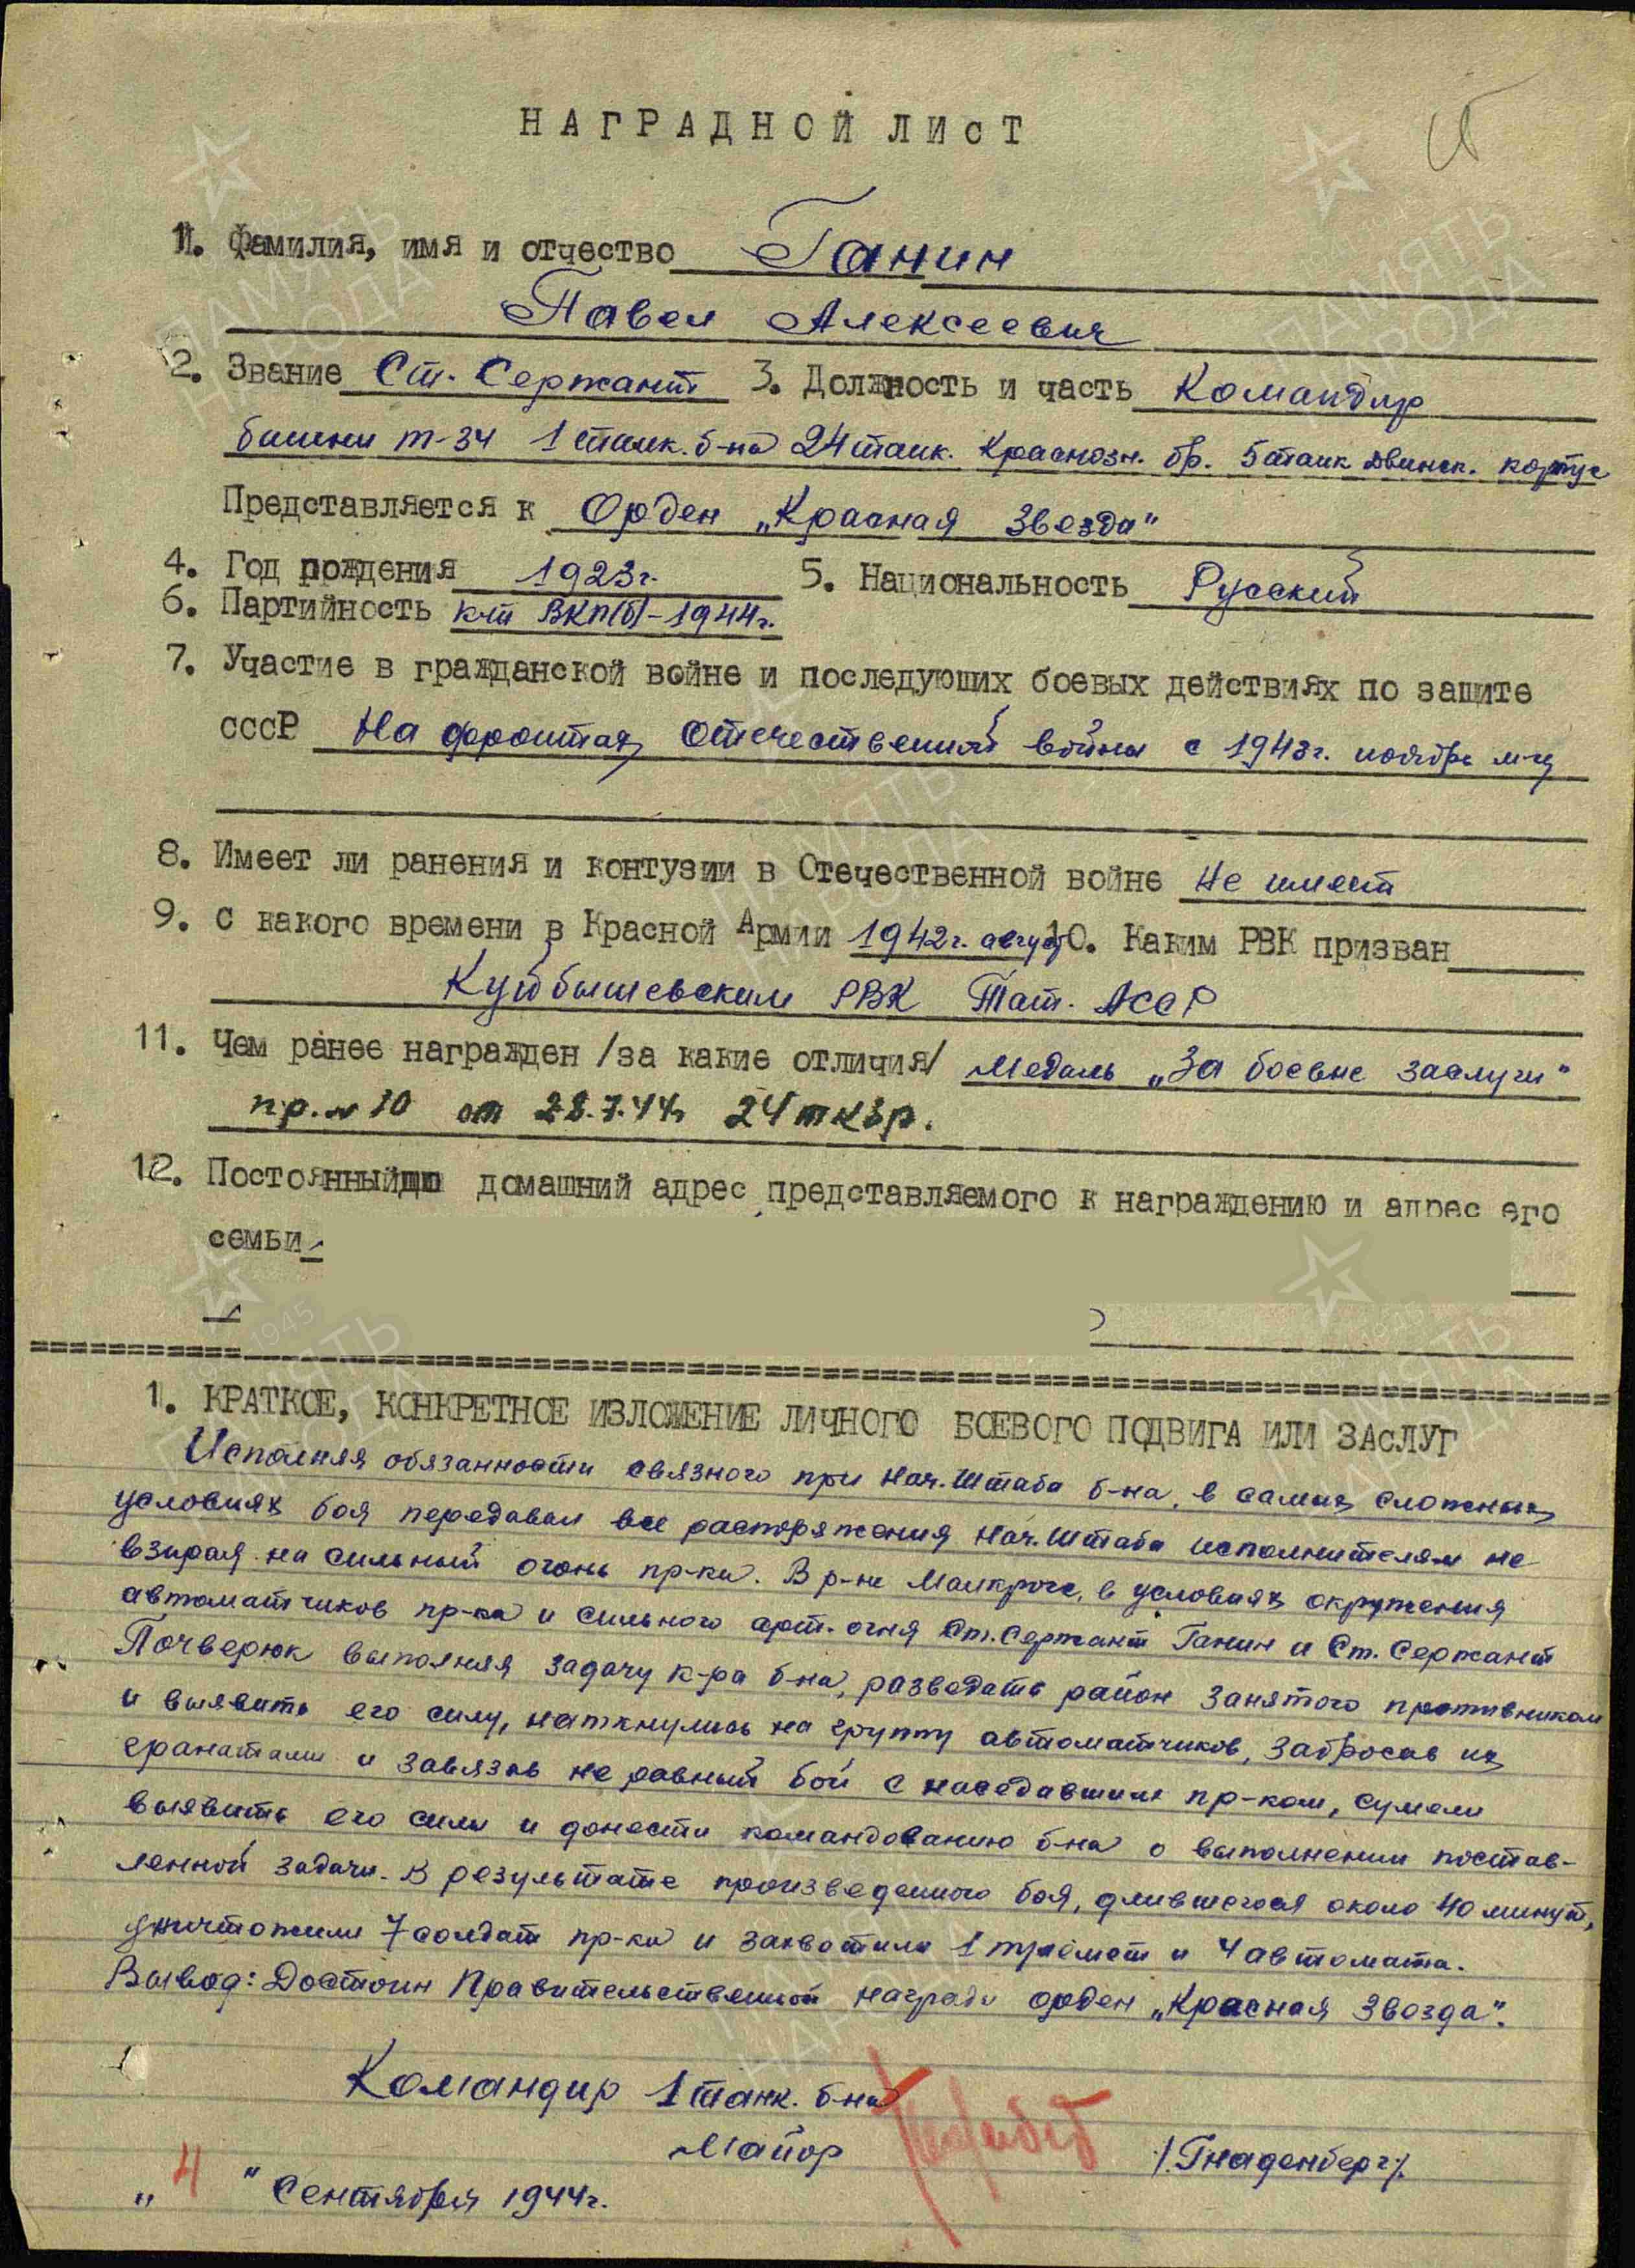 НАГРАДНОЙ ЛИСТ
1. Фамилия, имя и отчество Ганин
Павел Алексеевич
2. Звание Ст. Сержант 3. Должность и часть Командир
башни т-34 1 танк. б-на 24 танк. Краснозн. бр. 5 танк Двинск. корпус
Представляется к Орден „Красная Звезда"
4. Год рождения 1923 г. 5. Национальность Русский
6. Партийность к/т ВКП(б) - 1944 г.
7. Участие в гражданской войне и последующих боевых действиях по защите
СССР На фронтах Отечественной войны с 1943 г. ноябрь м-ц
8. Имеет ли ранения и контузии в Отечественной войне Не имеет
9. С какого времени в Красной Армии 1942 г. август 10. Каким РВК призван
Куйбышевским РВК Тат. АССР
11. Чем ранее награжден /за какие отличия/ Медаль „За боевые заслуги"
пр. № 10 от 28.7.44г 24 ткбр.
12. Постоянный домашний адрес представляемого к награждению и адрес его
семьи
1. КРАТКОЕ, КОНКРЕТНОЕ ИЗЛОЖЕНИЕ ЛИЧНОГО БОЕВОГО ПОДВИГА ИЛИ ЗАСЛУГ
Исполняя обязанности связного при Нач. Штаба б-на, в самых сложных
условиях боя передавал все распоряжения Нач. Штаба исполнителям не
взирая на сильный огонь пр-ка. В р-не в условиях окружения
автоматчиков пр-ка и сильного арт. огня Ст. Сержант Ганин и Ст. Сержант
Почверюк выполняя задачу к-ра б-на, разведать район занятого противником
и выявить его силу, наткнулись на группу автоматчиков, забросав их
гранатами и завязав не равный бой с наседавшим пр-ком, сумели
выявить его силы и донести командованию б-на о выполнении постав-
ленной задачи. В результате произведенного боя, длившегося около 40 минут,
уничтожили 7 солдат пр-ка и захватили 1 пулемет и 4 автомата.
Вывод: Достоин Правительственной награды орден „Красная Звезда".
Командир 1 танк. б-на
Майор /Гнаденберг/.
„4" Сентября 1944 г.
ПАМЯТЬ НАРОДА